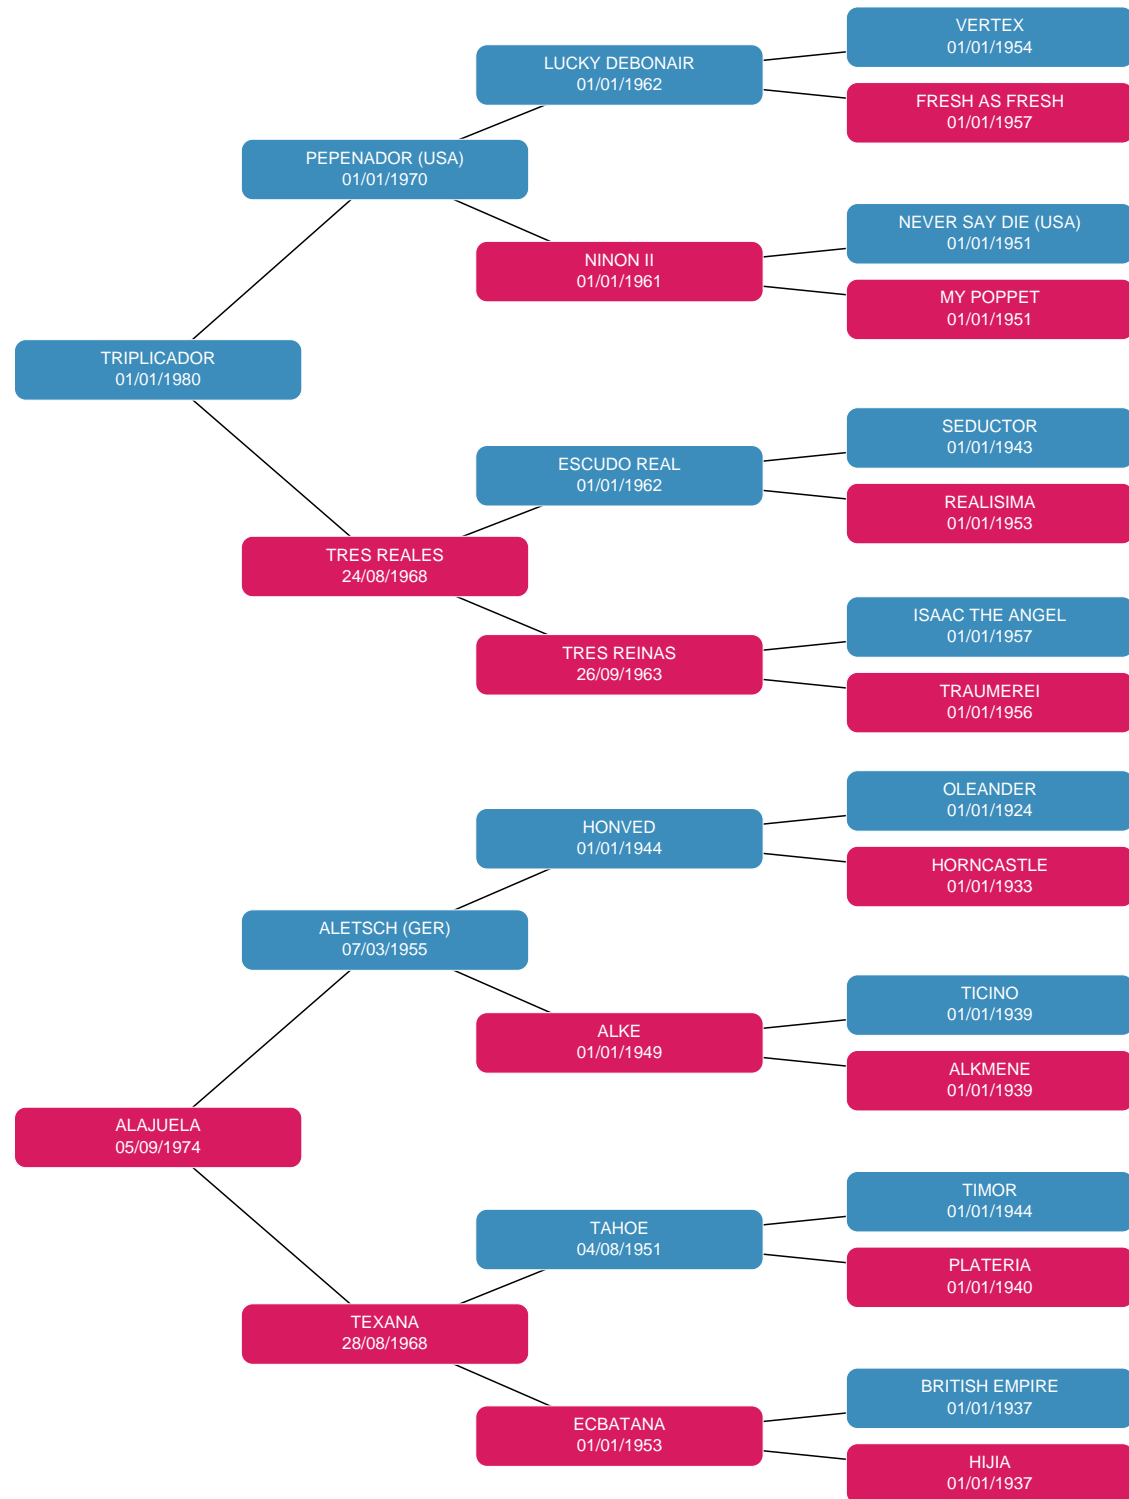 VERTEX
01/01/1954
LUCKY DEBONAIR
01/01/1962
FRESH AS FRESH
01/01/1957
PEPENADOR (USA)
01/01/1970
NEVER SAY DIE (USA)
01/01/1951
NINON II
01/01/1961
MY POPPET
01/01/1951
TRIPLICADOR
01/01/1980
SEDUCTOR
01/01/1943
ESCUDO REAL
01/01/1962
REALISIMA
01/01/1953
TRES REALES
24/08/1968
ISAAC THE ANGEL
01/01/1957
TRES REINAS
26/09/1963
TRAUMEREI
01/01/1956
OLEANDER
01/01/1924
HONVED
01/01/1944
HORNCASTLE
01/01/1933
ALETSCH (GER)
07/03/1955
TICINO
01/01/1939
ALKE
01/01/1949
ALKMENE
01/01/1939
ALAJUELA
05/09/1974
TIMOR
01/01/1944
TAHOE
04/08/1951
PLATERIA
01/01/1940
TEXANA
28/08/1968
BRITISH EMPIRE
01/01/1937
ECBATANA
01/01/1953
HIJIA
01/01/1937